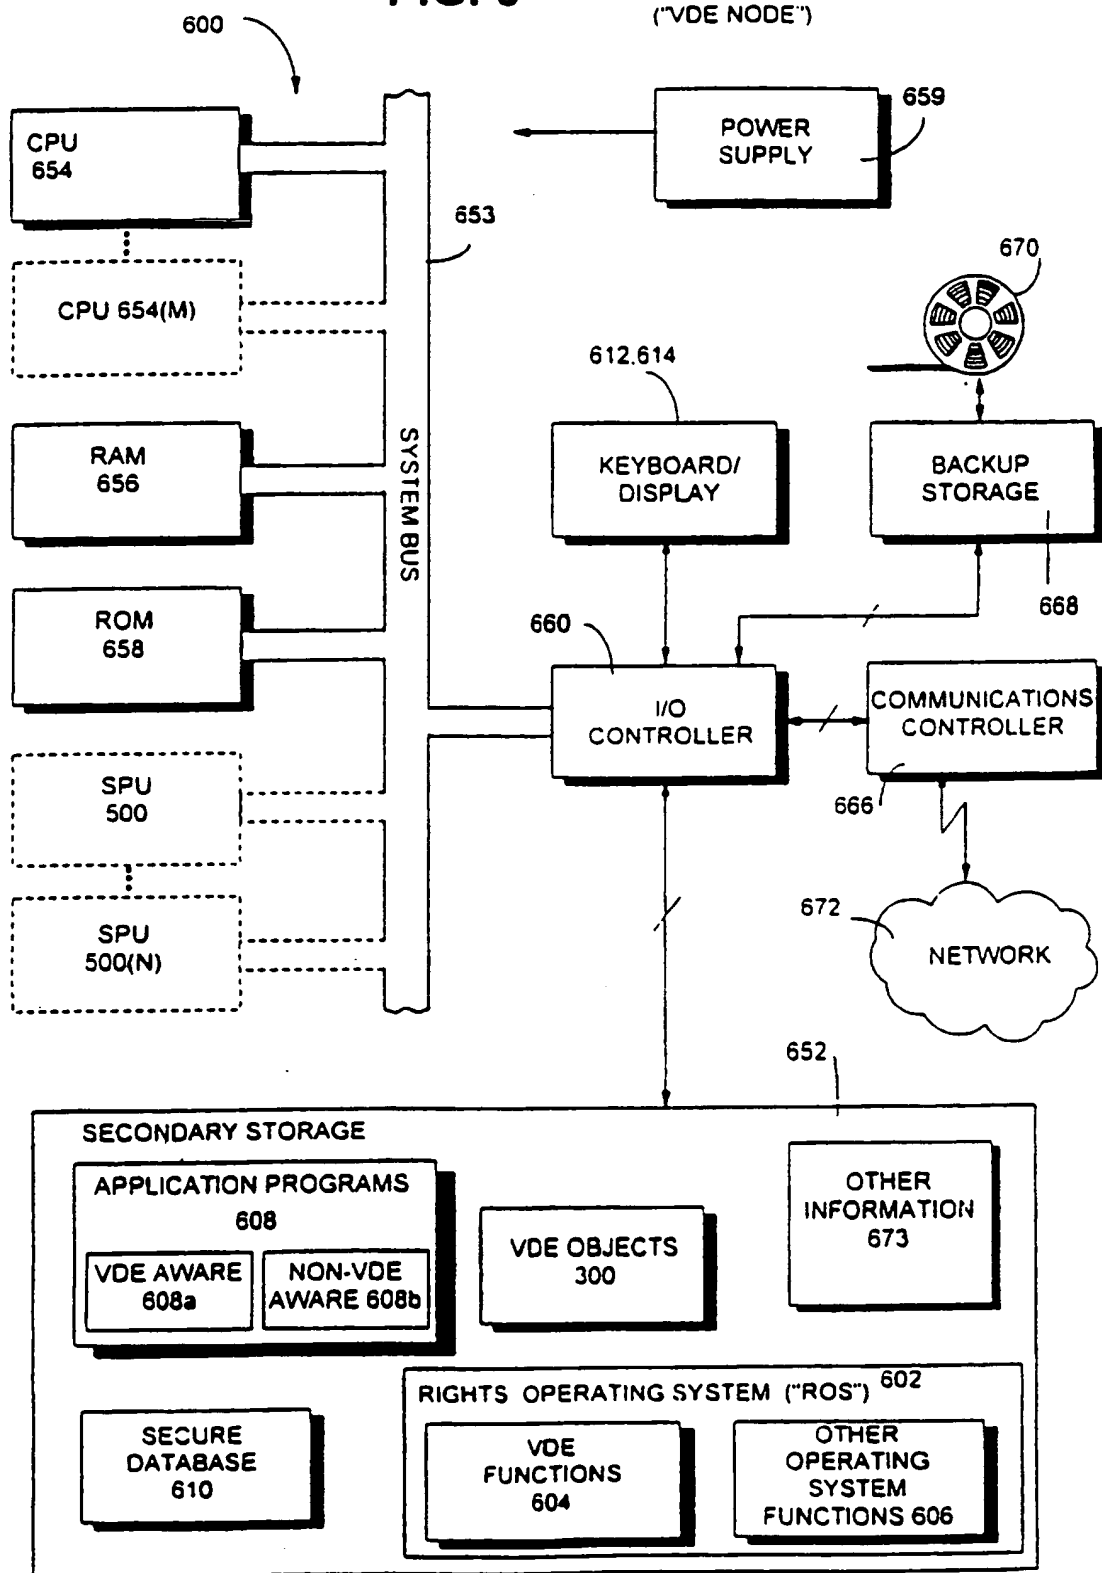 ("VDE NODE")
600
CPU
654
POWER
SUPPLY
659
653
CPU 654(M)
670
612,614
RAM
656
SYSTEM BUS
KEYBOARD/
DISPLAY
BACKUP
STORAGE
668
ROM
658
660
I/O
CONTROLLER
COMMUNICATIONS
CONTROLLER
666
SPU
500
SPU
500(N)
672
NETWORK
652
SECONDARY STORAGE
APPLICATION PROGRAMS
608
VDE AWARE
608a
NON-VDE
AWARE 608b
VDE OBJECTS
300
OTHER
INFORMATION
673
RIGHTS OPERATING SYSTEM ("ROS") 602
SECURE
DATABASE
610
VDE
FUNCTIONS
604
OTHER
OPERATING
SYSTEM
FUNCTIONS 606